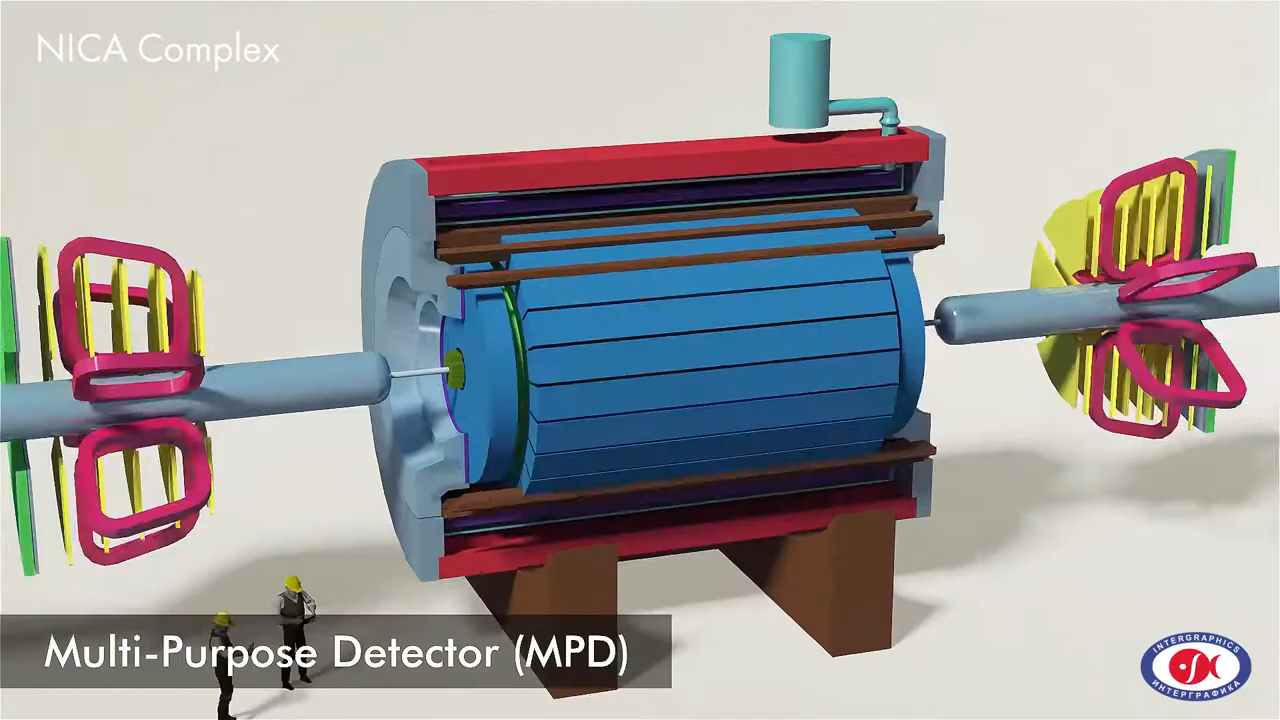 NICA Complex
Multi-Purpose Detector (MPD)
INTERGRAPHICS
ИНТЕРГРАФИКА